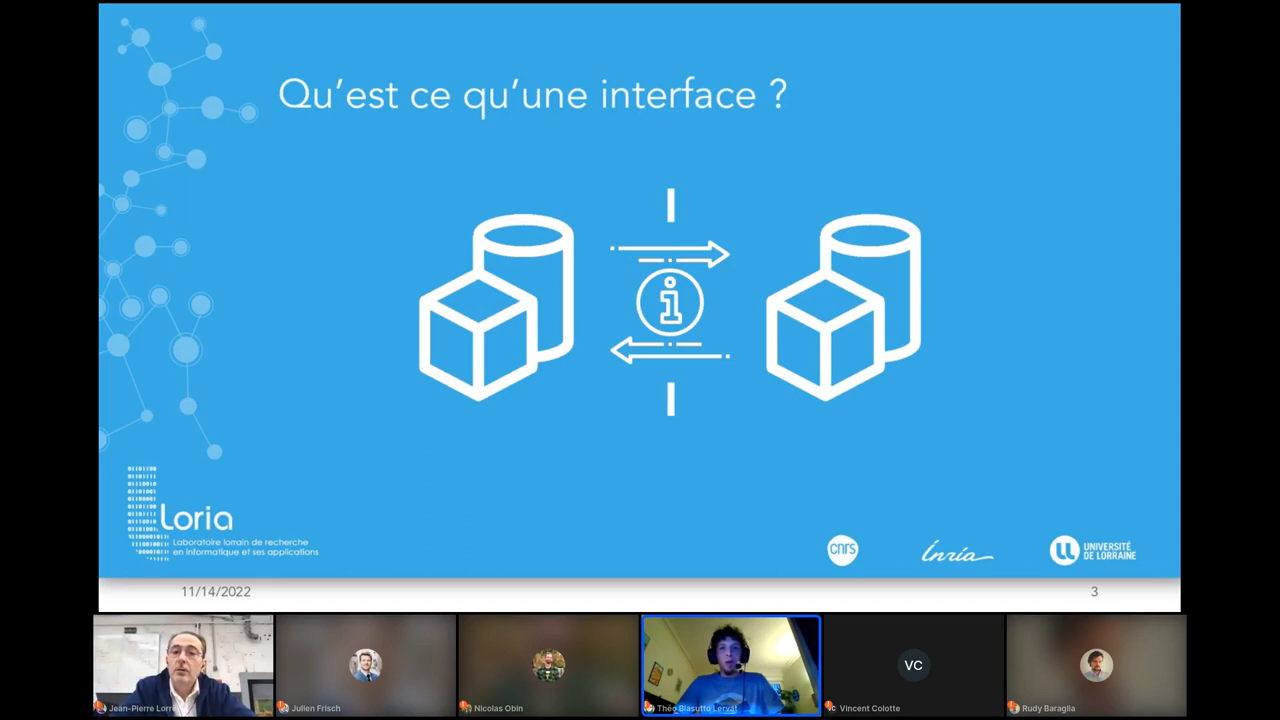 Qu'est ce qu'une interface ?
Loria
Laboratoire lorrain de recherche
en informatique et ses applications
cnrs
Inria
UNIVERSITÉ
DE LORRAINE
11/14/2022
3
VC
Jean-Pierre Lorré
Julien Frisch
Nicolas Obin
Théo Biasutto Lervat
Vincent Colotte
Rudy Baraglia